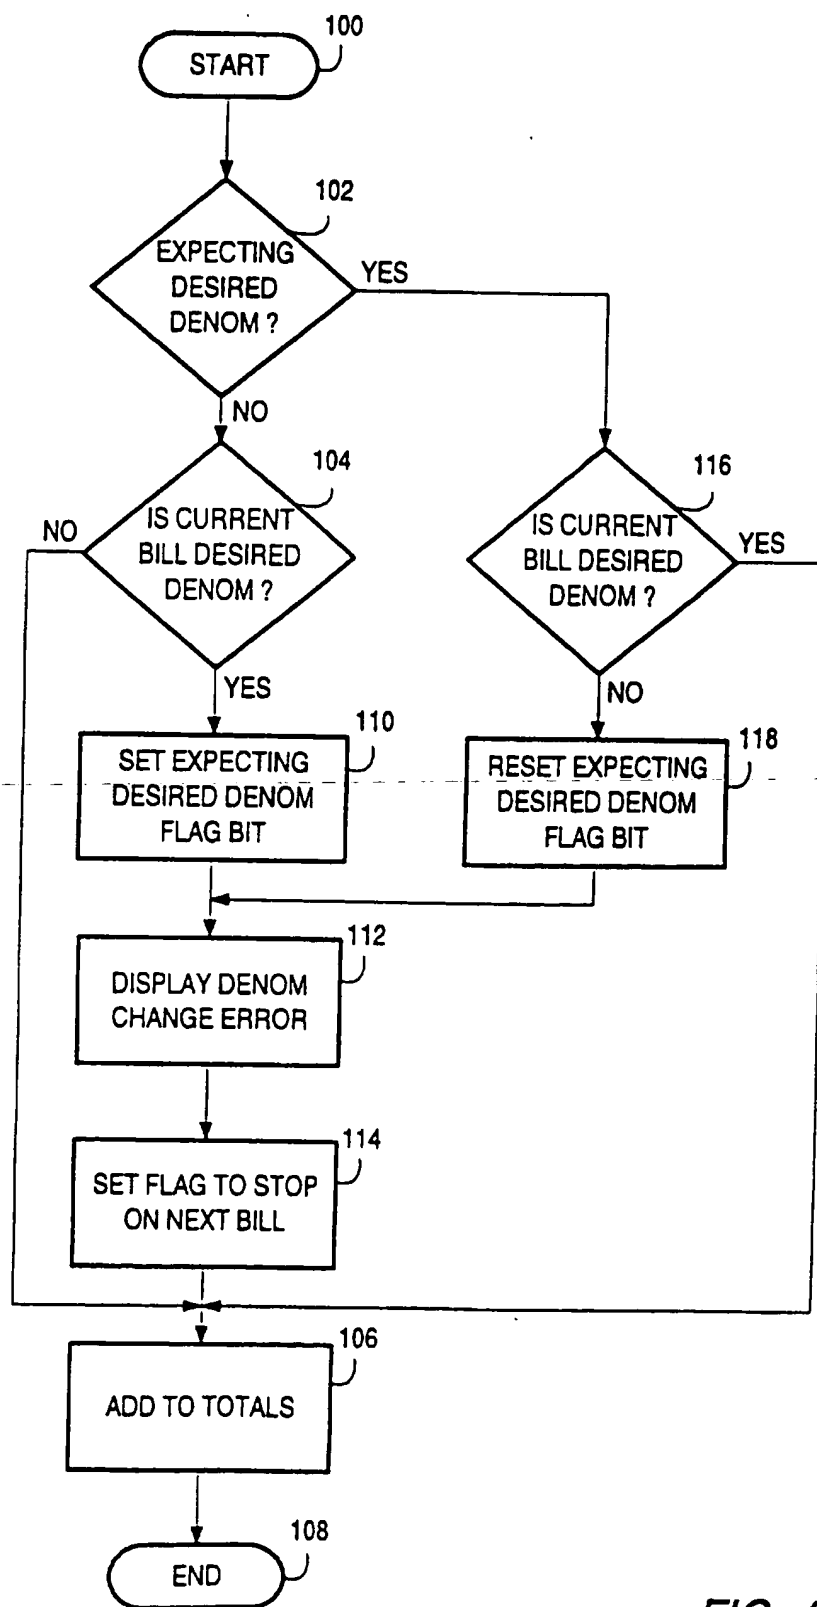 100
START
102
EXPECTING
DESIRED
DENOM ?
YES
NO
104
IS CURRENT
BILL DESIRED
DENOM ?
NO
YES
116
IS CURRENT
BILL DESIRED
DENOM ?
YES
NO
110
SET EXPECTING
DESIRED DENOM
FLAG BIT
118
RESET EXPECTING
DESIRED DENOM
FLAG BIT
112
DISPLAY DENOM
CHANGE ERROR
114
SET FLAG TO STOP
ON NEXT BILL
106
ADD TO TOTALS
108
END
FIG.